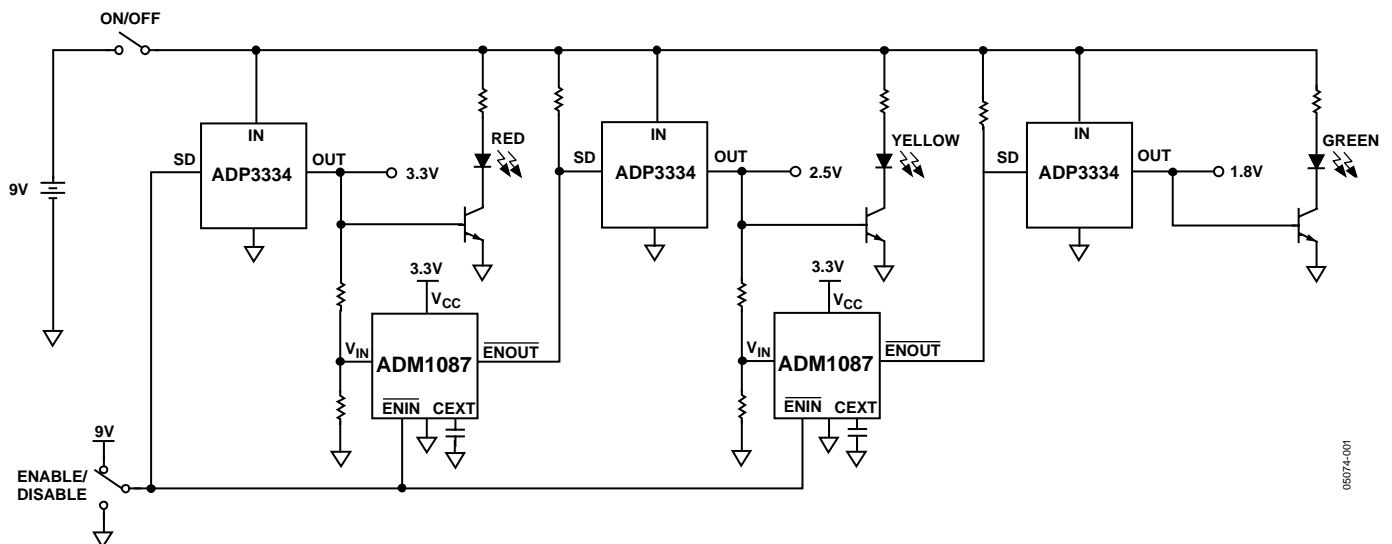 ON/OFF
9V
IN
SD
OUT
ADP3334
3.3V
RED
IN
SD
OUT
ADP3334
2.5V
YELLOW
IN
SD
OUT
ADP3334
1.8V
GREEN
3.3V
VCC
VIN
ENOUT
ADM1087
ENIN
CEXT
3.3V
VCC
VIN
ENOUT
ADM1087
ENIN
CEXT
9V
ENABLE/
DISABLE
05074-001